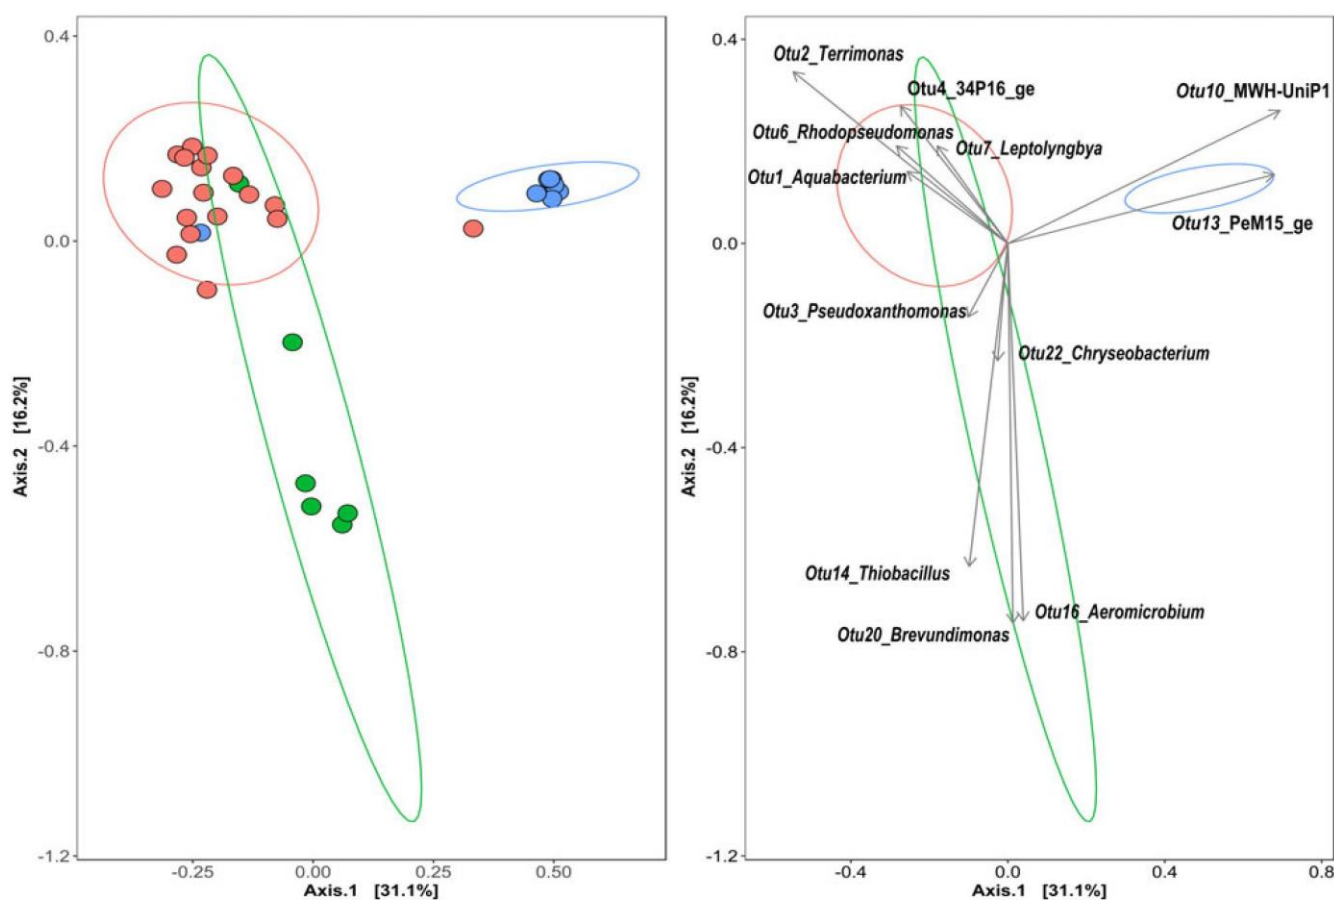 0.4
0.0
-0.4
-0.8
-1.2
Axis.2 [16.2%]
-0.25
0.00
0.25
0.50
Axis.1 [31.1%]
0.4
0.0
-0.4
-0.8
-1.2
Axis.2 [16.2%]
Otu2_Terrimonas
Otu4_34P16_ge
Otu10_MWH-UniP1
Otu6_Rhodopseudomonas
Otu7_Leptolyngbya
Otu1_Aquabacterium
Otu13_PeM15_ge
Otu3_Pseudoxanthomonas
Otu22_Chryseobacterium
Otu14_Thiobacillus
Otu16_Aeromicrobium
Otu20_Brevundimonas
-0.4
0.0
0.4
0.8
Axis.1 [31.1%]